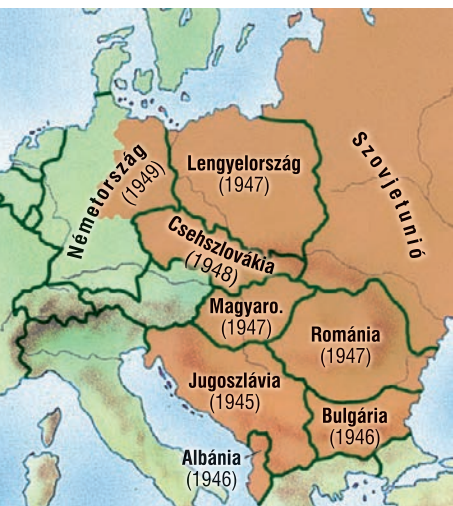 Németország
(1949)
Lengyelország
(1947)
Szovjetunió
Csehszlovákia
(1948)
Magyaro.
(1947)
Románia
(1947)
Jugoszlávia
(1945)
Bulgária
(1946)
Albánia
(1946)